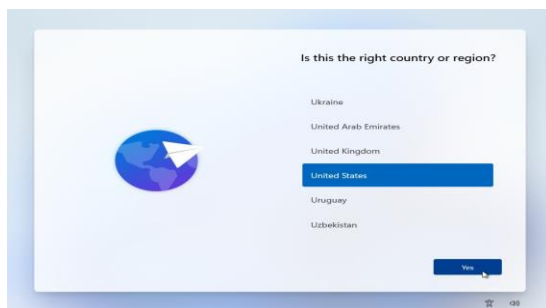 Is this the right country or region?
Ukraine
United Arab Emirates
United Kingdom
United States
Uruguay
Uzbekistan
Yes